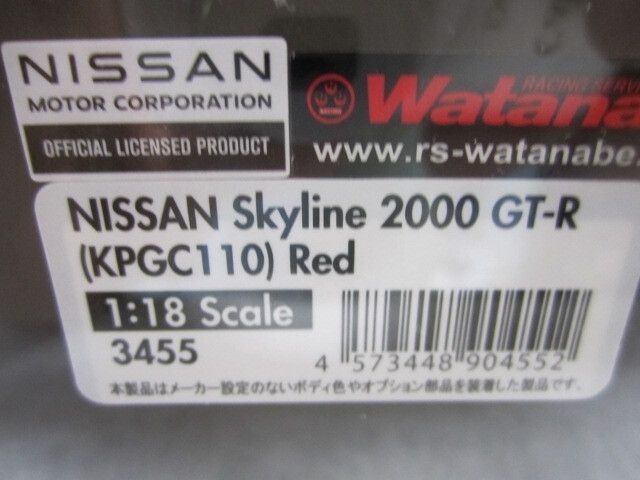 NISSAN
MOTOR CORPORATION
OFFICIAL LICENSED PRODUCT
RACING
RACING SERVI
Watana
www.rs-watanabe.
NISSAN Skyline 2000 GT-R
(KPGC110) Red
1:18 Scale
3455
4 573448 904552
本製品はメーカー設定のないボディ色やオプション部品を装着した製品です。